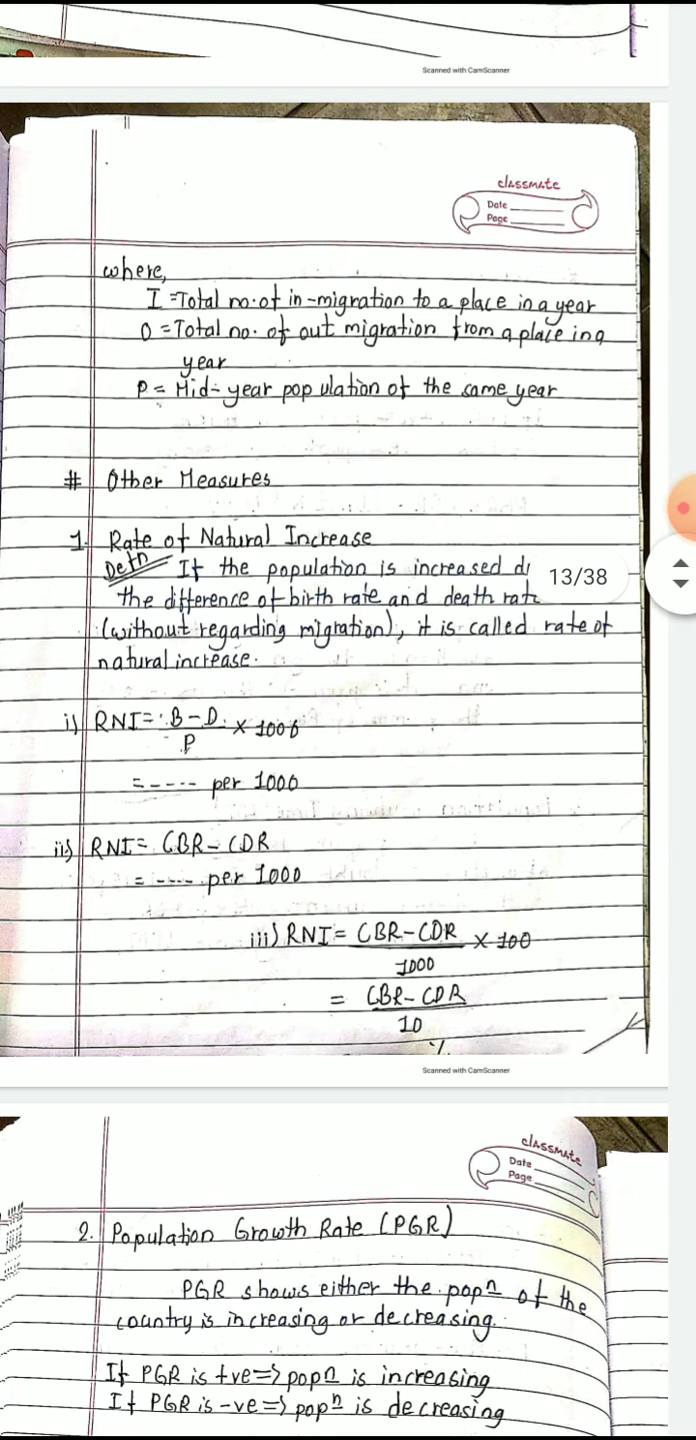 Scanned with CamScanner
classmate
Date
Page
where,
I = Total no. of in-migration to a place in a year
O = Total no. of out migration from a place in a
year
P = Mid-year population of the same year
# Other Measures
1. Rate of Natural Increase
Defn If the population is increased d
13/38
the difference of birth rate and death rate
(without regarding migration), it is called rate of
natural increase.
i) RNI = B-D/P × 1000
= ---- per 1000
ii) RNI = CBR - CDR
= ---- per 1000
iii) RNI = CBR-CDR/1000 × 100
= CBR-CDR/10
%
Scanned with CamScanner
classmate
Date
Page
2. Population Growth Rate (PGR)
PGR shows either the popn of the
country is increasing or decreasing.
If PGR is +ve => popn is increasing
If PGR is -ve => popn is decreasing